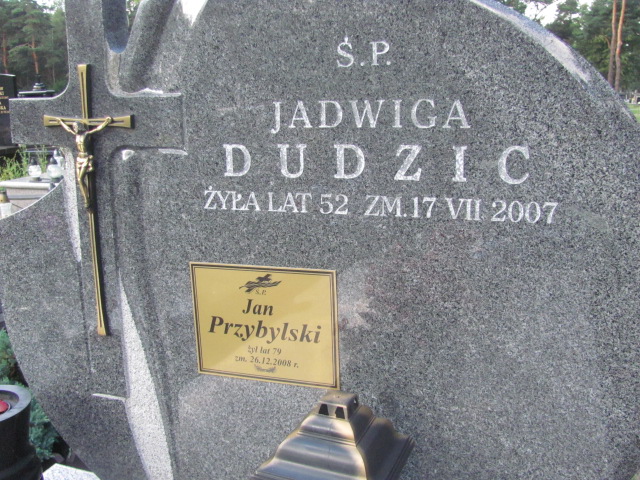 Ś.P.
JADWIGA
DUDZIC
ŻYŁA LAT 52 ZM.17 VII 2007
Ś.P.
Jan
Przybylski
żył lat 79
zm. 26.12.2008 r.